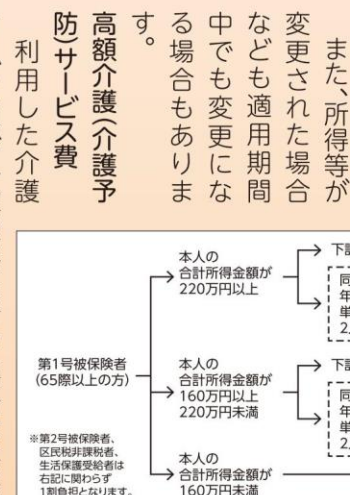 また、所得等が
変更された場合
なども適用期間
中でも変更にな
る場合もありま
す。
高額介護(介護予
防)サービス費
利用した介護
第1号被保険者
(65際以上の方)
※第2号被保険者、
区民税非課税者、
生活保護受給者は
右記に関わらず
1割負担となります。
本人の
合計所得金額が
220万円以上
本人の
合計所得金額が
160万円以上
220万円未満
本人の
合計所得金額が
160万円未満
下
同
年
単
2
下
同
年
単
2